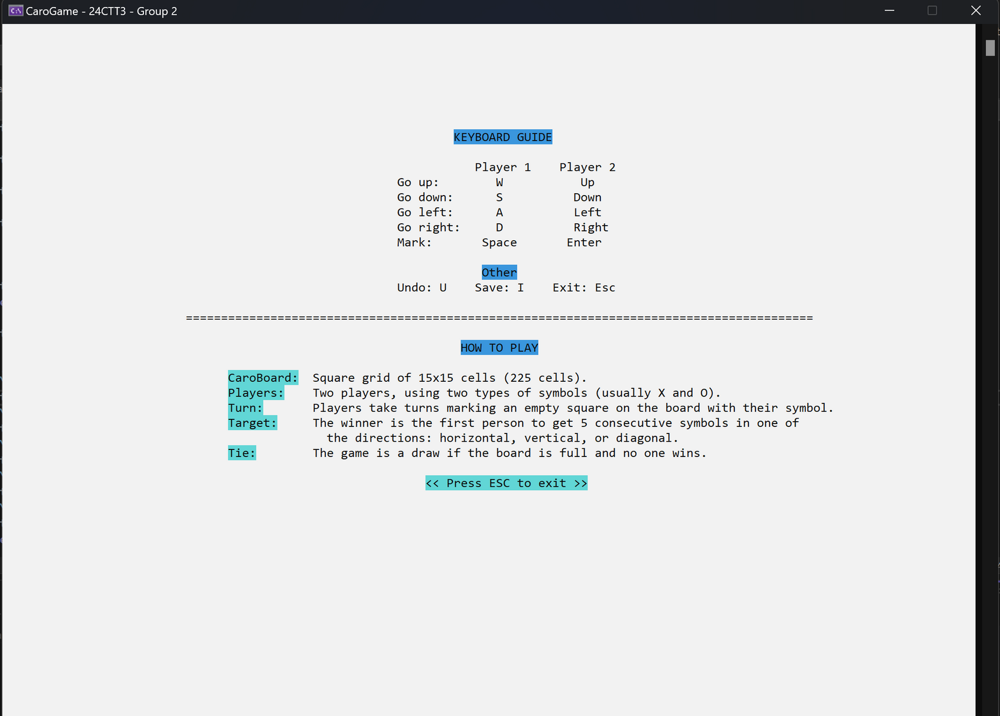 CaroGame - 24CTT3 - Group 2
KEYBOARD GUIDE
Player 1 Player 2
Go up: W Up
Go down: S Down
Go left: A Left
Go right: D Right
Mark: Space Enter
Other
Undo: U Save: I Exit: Esc
=========================================================================================
HOW TO PLAY
CaroBoard: Square grid of 15x15 cells (225 cells).
Players: Two players, using two types of symbols (usually X and O).
Turn: Players take turns marking an empty square on the board with their symbol.
Target: The winner is the first person to get 5 consecutive symbols in one of
the directions: horizontal, vertical, or diagonal.
Tie: The game is a draw if the board is full and no one wins.
<< Press ESC to exit >>